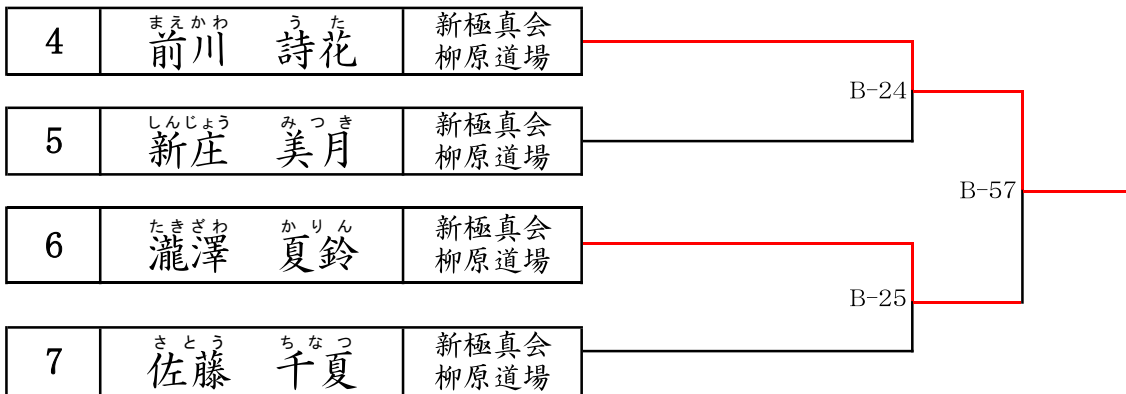 まえかわ うた
4 前川 詩花 新極真会
柳原道場
B-24
しんじょう みつき
5 新庄 美月 新極真会
柳原道場
B-57
たきざわ かりん
6 瀧澤 夏鈴 新極真会
柳原道場
B-25
さとう ちなつ
7 佐藤 千夏 新極真会
柳原道場